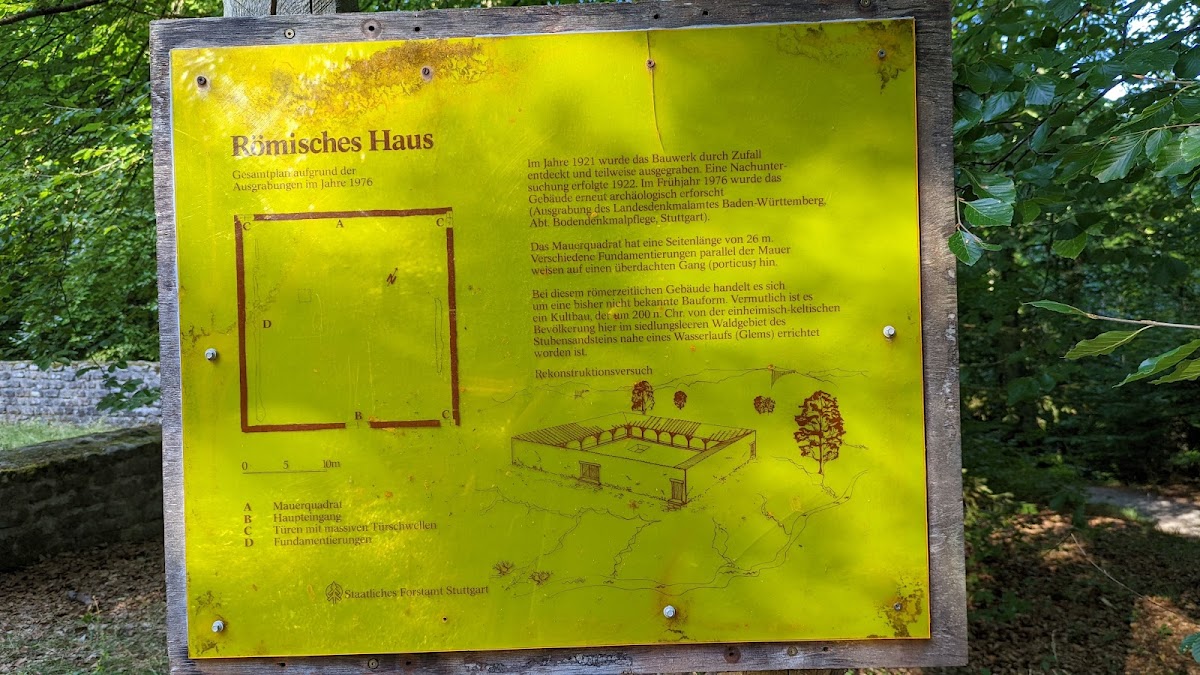 Römisches Haus
Gesamtplan aufgrund der
Ausgrabungen im Jahre 1976
C A C
N
D
B C
0 5 10m
A Mauerquadrat
B Haupteingang
C Türen mit massiven Türschwellen
D Fundamentierungen
Staatliches Forstamt Stuttgart
Im Jahre 1921 wurde das Bauwerk durch Zufall
entdeckt und teilweise ausgegraben. Eine Nachunter-
suchung erfolgte 1922. Im Frühjahr 1976 wurde das
Gebäude erneut archäologisch erforscht
(Ausgrabung des Landesdenkmalamtes Baden-Württemberg,
Abt. Bodendenkmalpflege, Stuttgart).
Das Mauerquadrat hat eine Seitenlänge von 26 m.
Verschiedene Fundamentierungen parallel der Mauer
weisen auf einen überdachten Gang (porticus) hin.
Bei diesem römerzeitlichen Gebäude handelt es sich
um eine bisher nicht bekannte Bauform. Vermutlich ist es
ein Kultbau, der um 200 n. Chr. von der einheimisch-keltischen
Bevölkerung hier im siedlungsleeren Waldgebiet des
Stubensandsteins nahe eines Wasserlaufs (Glems) errichtet
worden ist.
Rekonstruktionsversuch